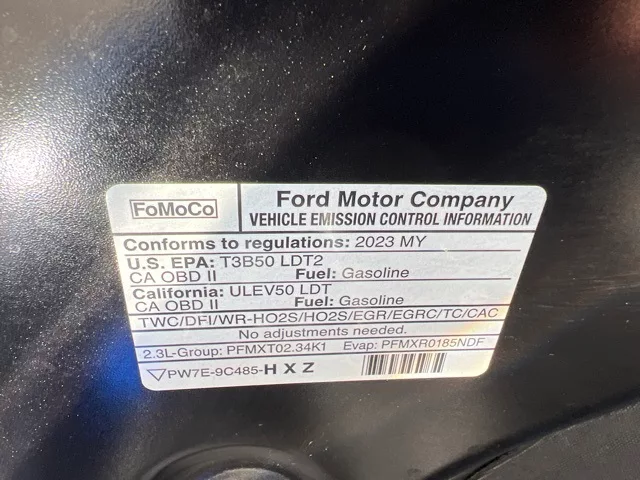 FoMoCo
Ford Motor Company
VEHICLE EMISSION CONTROL INFORMATION
Conforms to regulations: 2023 MY
U.S. EPA: T3B50 LDT2
CA OBD II Fuel: Gasoline
California: ULEV50 LDT
CA OBD II Fuel: Gasoline
TWC/DFI/WR-HO2S/HO2S/EGR/EGRC/TC/CAC
No adjustments needed.
2.3L-Group: PFMXT02.34K1 Evap: PFMXR0185NDF
PW7E-9C485-H X Z